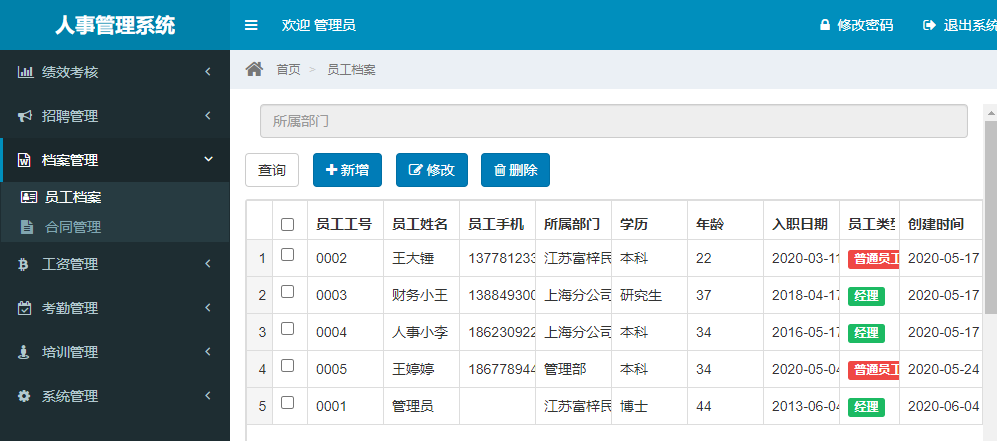 人事管理系统
欢迎 管理员
修改密码
退出系统
绩效考核
招聘管理
档案管理
员工档案
合同管理
工资管理
考勤管理
培训管理
系统管理
首页 > 员工档案
所属部门
查询 新增 修改 删除
员工工号 员工姓名 员工手机 所属部门 学历 年龄 入职日期 员工类型 创建时间
1 0002 王大锤 137781233 江苏富梓民 本科 22 2020-03-11 普通员工 2020-05-17
2 0003 财务小王 138849300 上海分公司 研究生 37 2018-04-17 经理 2020-05-17
3 0004 人事小李 186230922 上海分公司 本科 34 2016-05-17 经理 2020-05-17
4 0005 王婷婷 186778944 管理部 本科 34 2020-05-04 普通员工 2020-05-24
5 0001 管理员 江苏富梓民 博士 44 2013-06-04 经理 2020-06-04